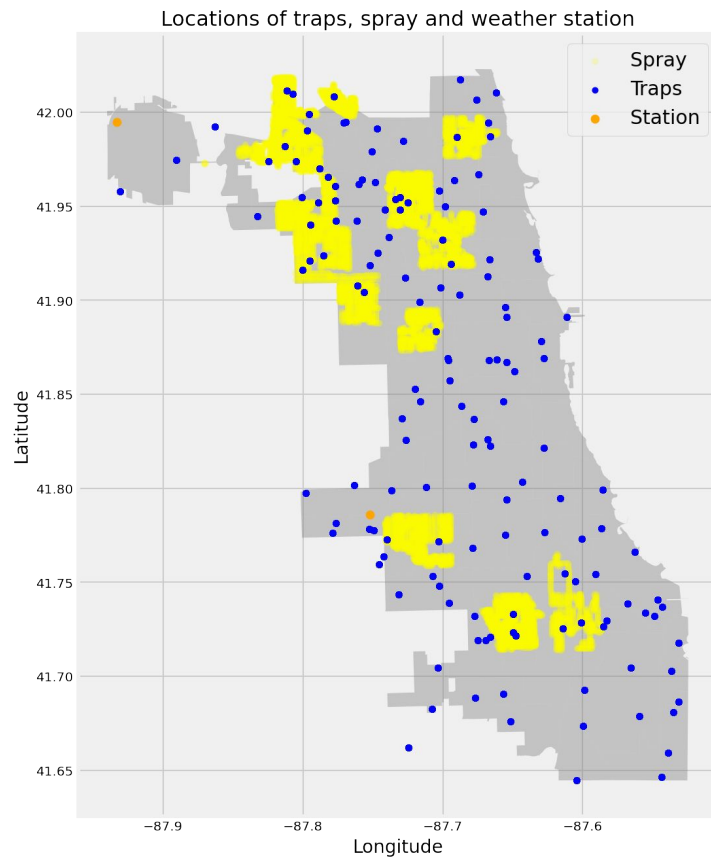 Locations of traps, spray and weather station
Spray
Traps
Station
42.00
41.95
41.90
41.85
41.80
41.75
41.70
41.65
Latitude
−87.9
−87.8
−87.7
−87.6
Longitude